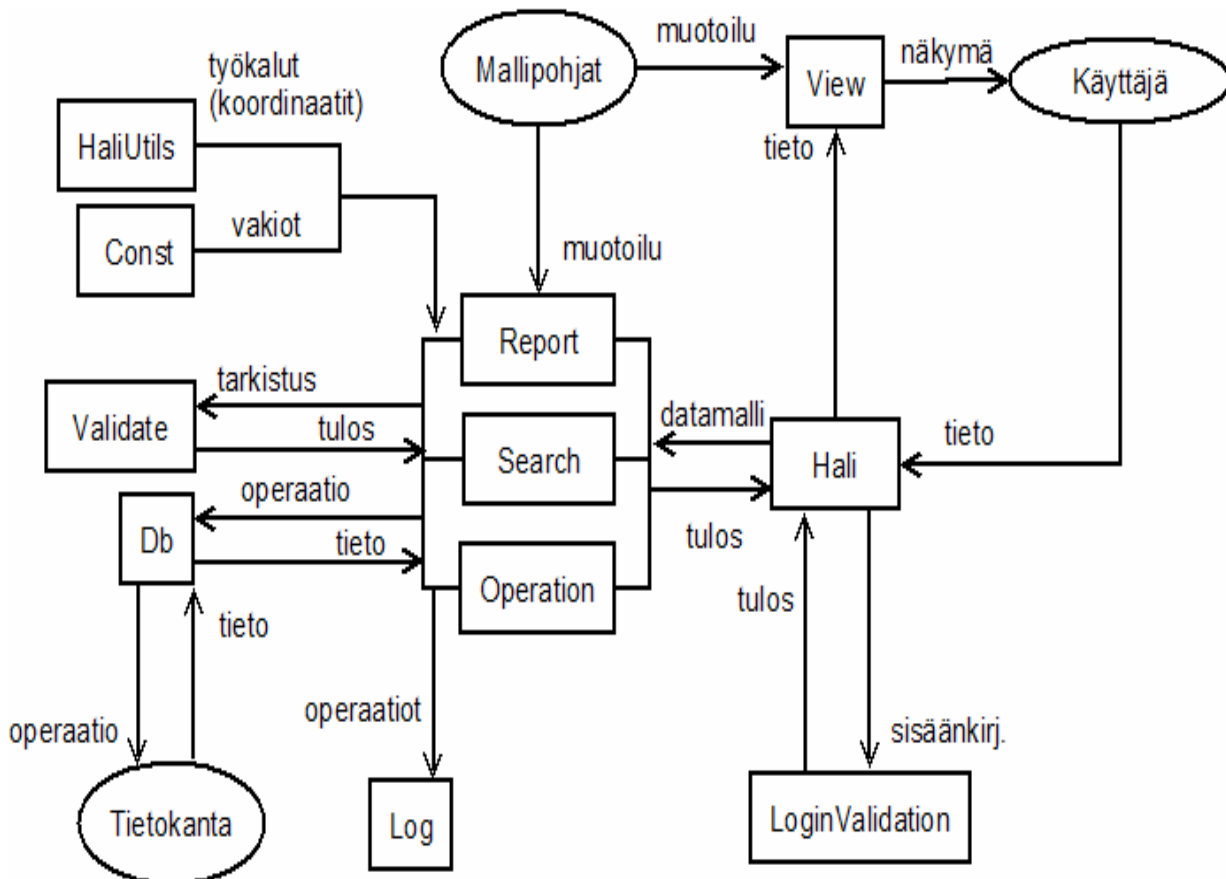 muotoilu
näkymä
työkalut
(koordinaatit)
Mallipohjat
View
Käyttäjä
HaliUtils
tieto
vakiot
Const
muotoilu
Report
tarkistus
datamalli
Validate
tulos
Search
Hali
tieto
operaatio
Db
tieto
tulos
Operation
tulos
tieto
operaatio
operaatiot
sisäänkirj.
Tietokanta
Log
LoginValidation